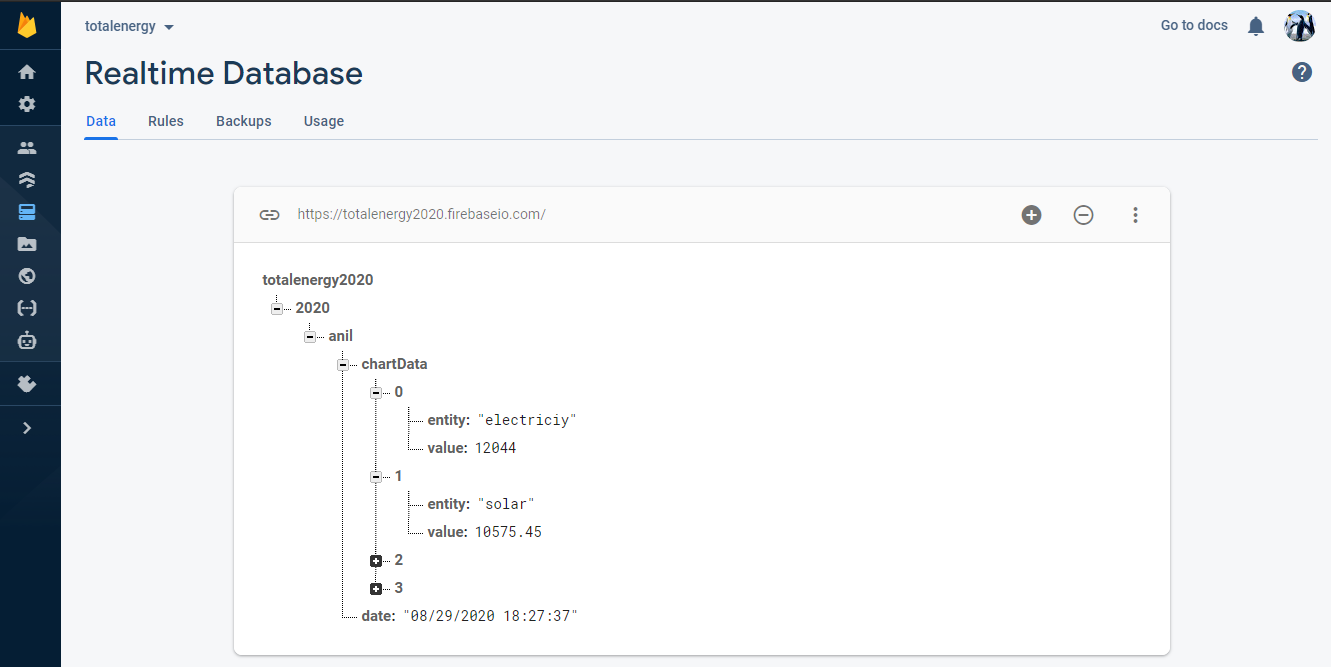 totalenergy
Go to docs
Realtime Database
Data Rules Backups Usage
https://totalenergy2020.firebaseio.com/
totalenergy2020
2020
anil
chartData
0
entity: "electriciy"
value: 12044
1
entity: "solar"
value: 10575.45
2
3
date: "08/29/2020 18:27:37"